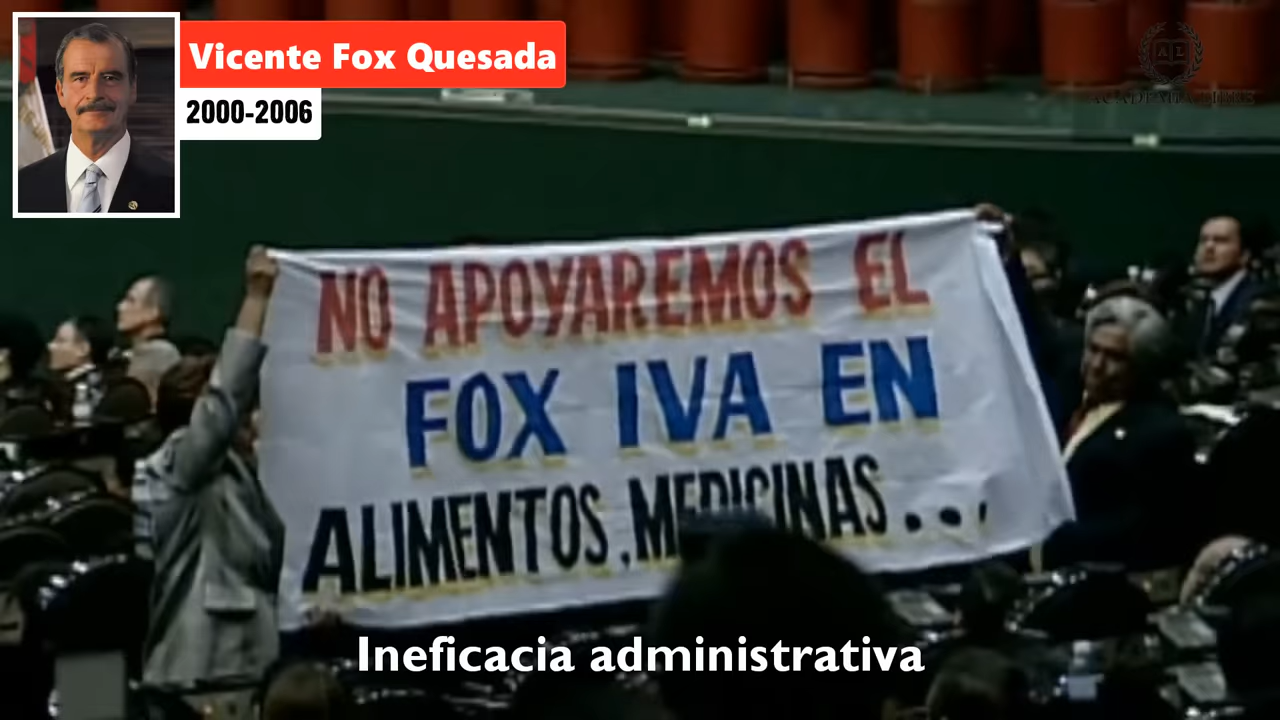 Vicente Fox Quesada
2000-2006
NO APOYAREMOS EL
FOX IVA EN
ALIMENTOS, MEDICINAS...
Ineficacia administrativa